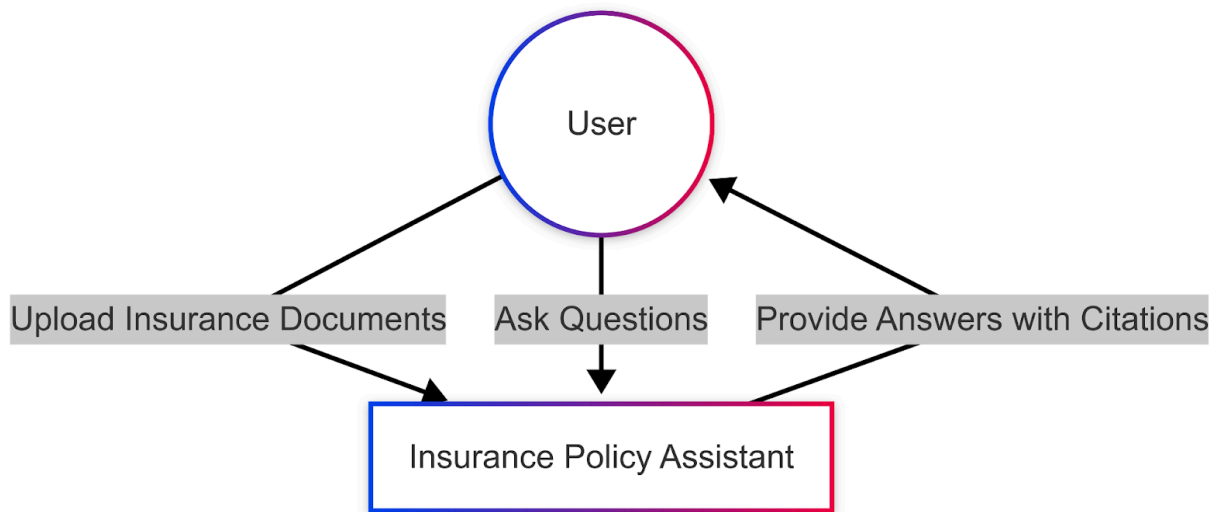 User
Upload Insurance Documents
Ask Questions
Provide Answers with Citations
Insurance Policy Assistant